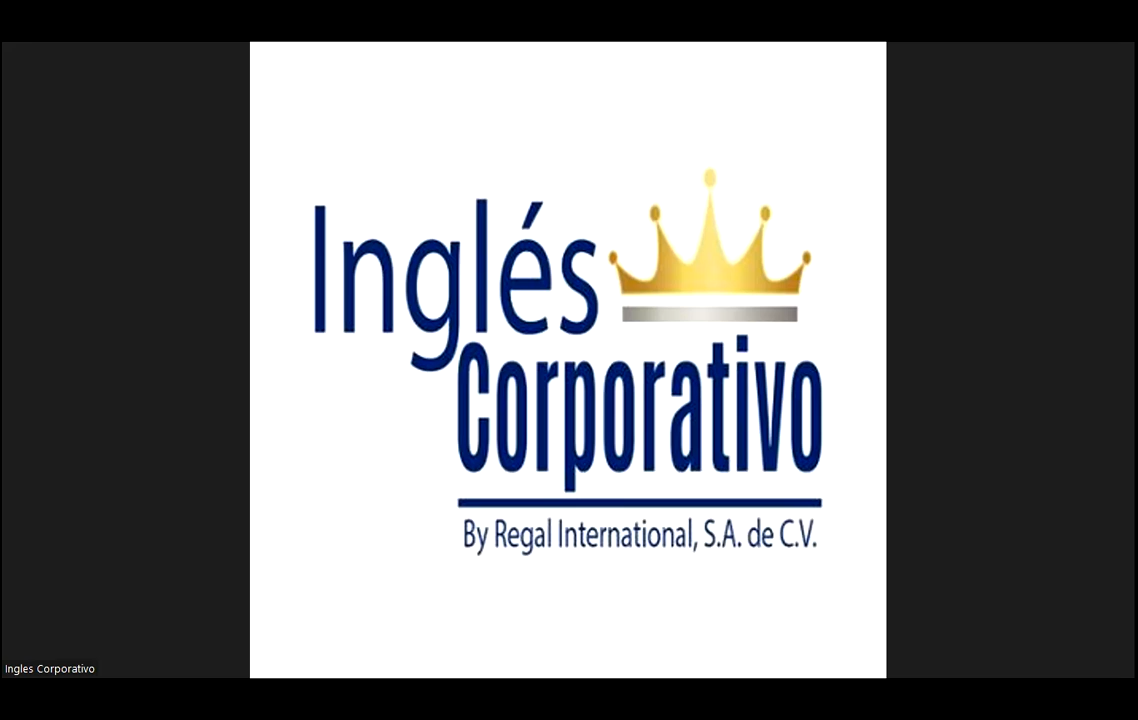 Inglés
Corporativo
By Regal International, S.A. de C.V.
Ingles Corporativo